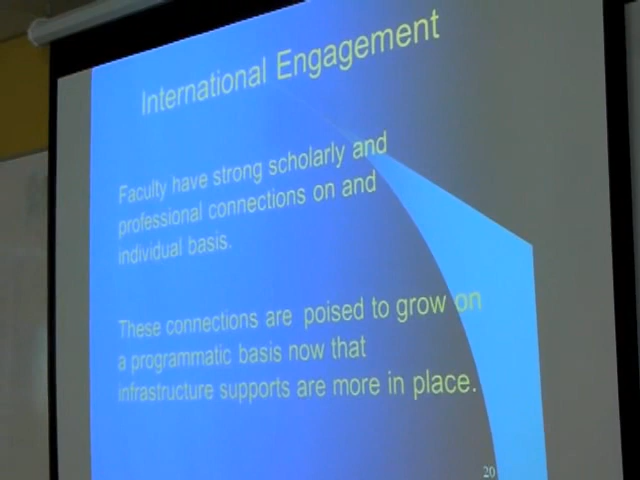 International Engagement
Faculty have strong scholarly and
professional connections on and
individual basis.
These connections are poised to grow on
a programmatic basis now that
infrastructure supports are more in place.
20